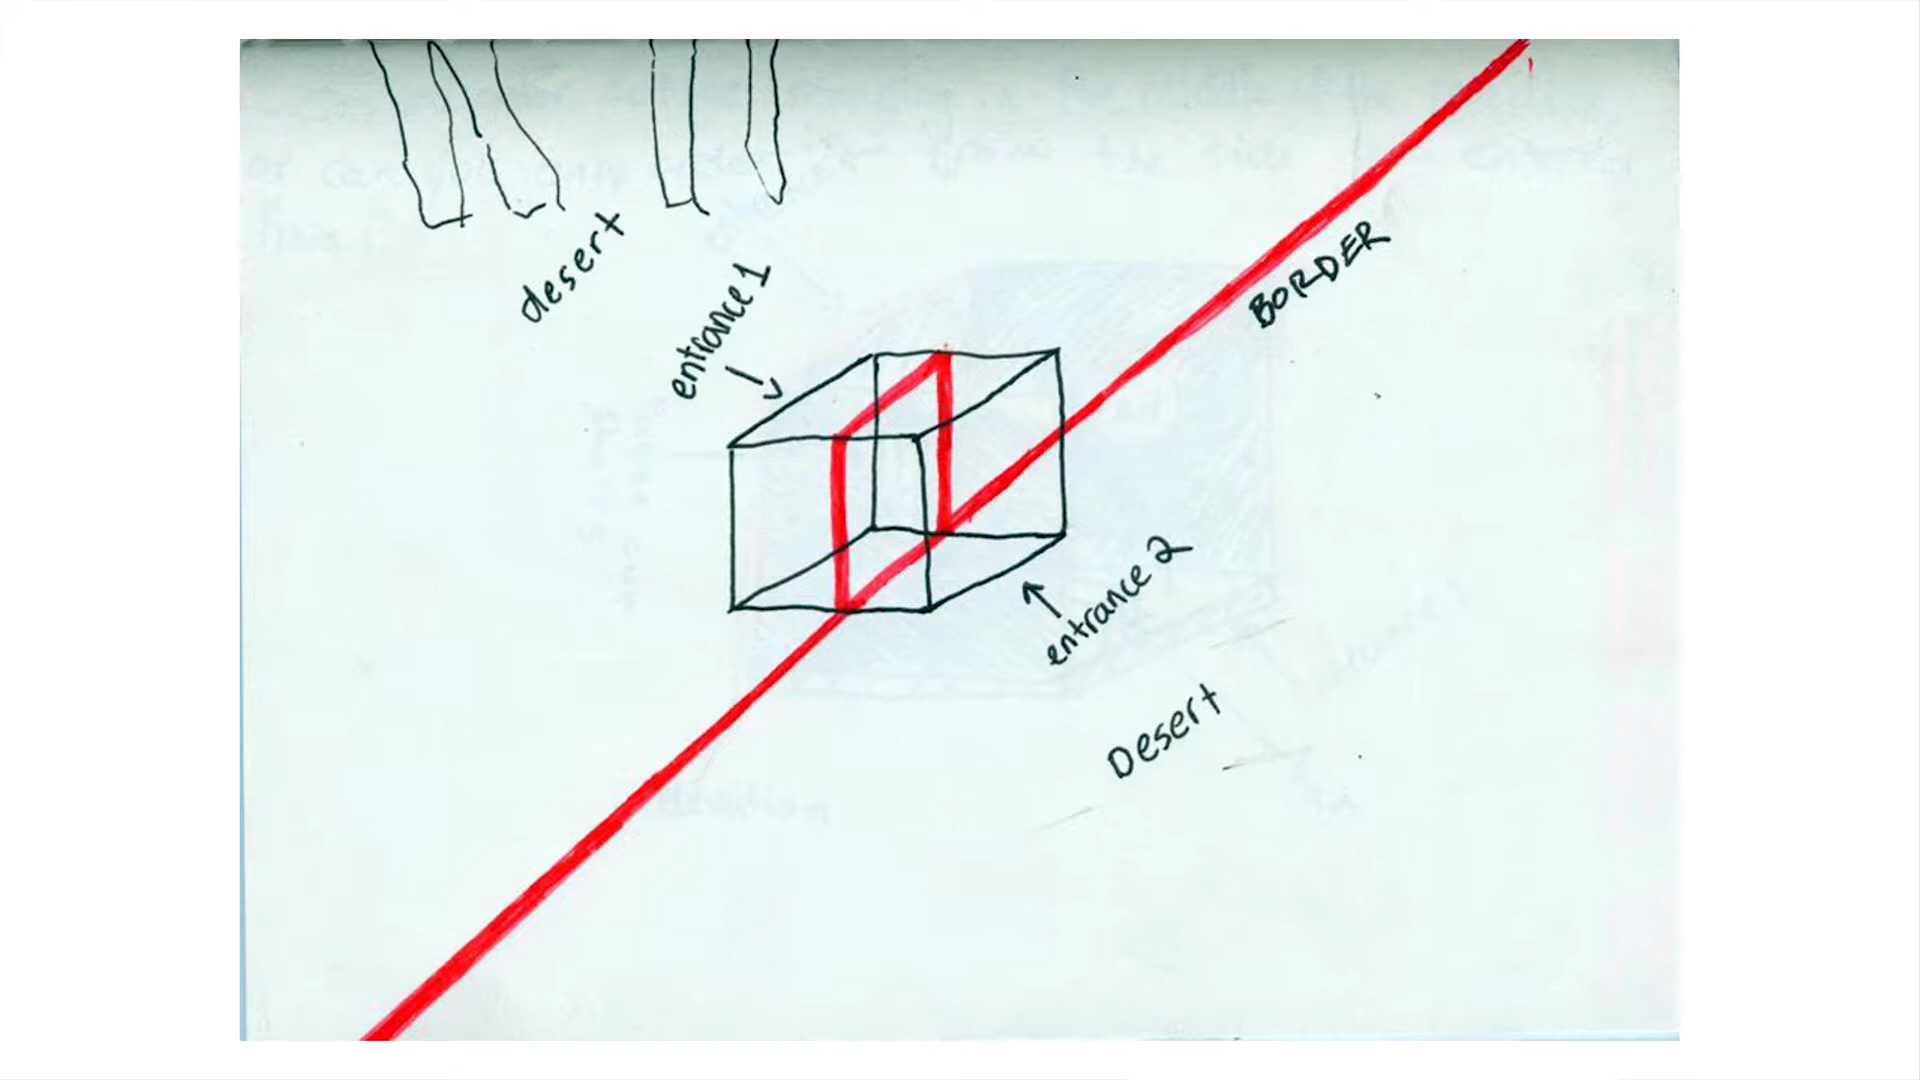 desert
entrance 1
BORDER
entrance 2
Desert